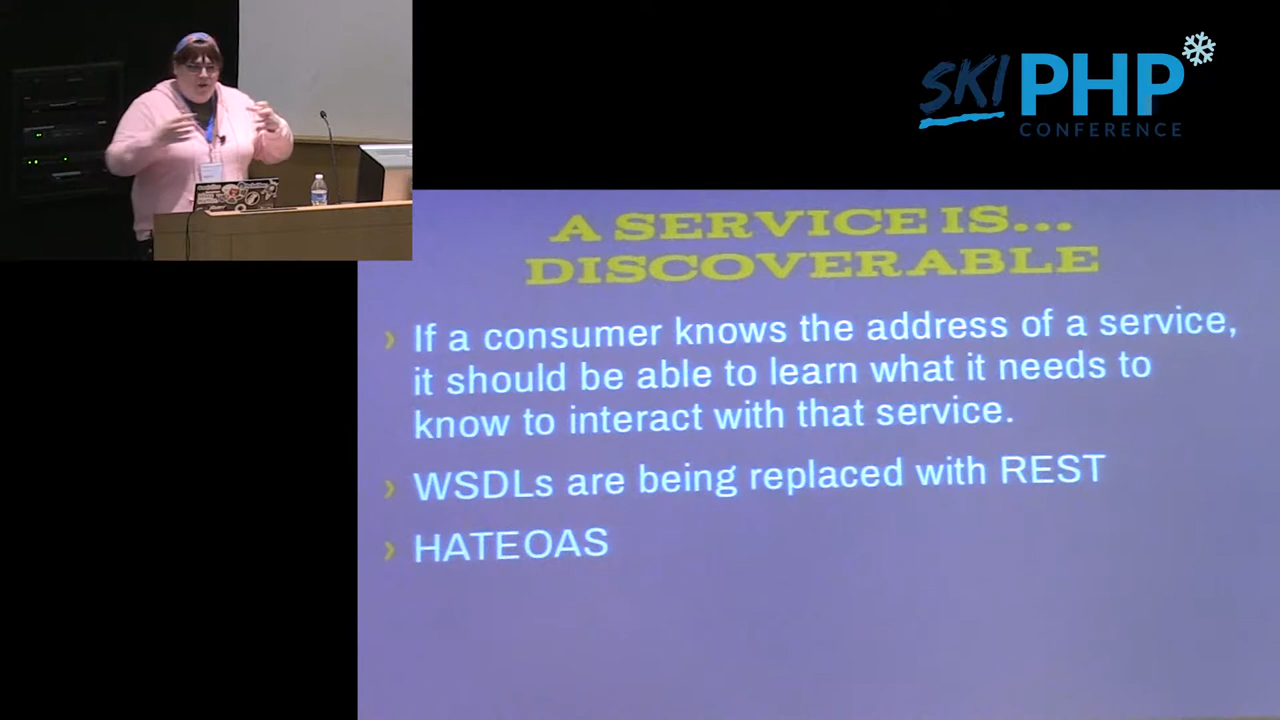 SKI PHP
CONFERENCE
A SERVICE IS...
DISCOVERABLE
› If a consumer knows the address of a service,
it should be able to learn what it needs to
know to interact with that service.
› WSDLs are being replaced with REST
› HATEOAS